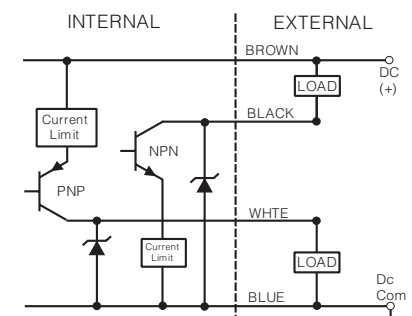 INTERNAL
EXTERNAL
BROWN
DC
(+)
LOAD
BLACK
Current
Limit
NPN
PNP
WHTE
Current
Limit
LOAD
Dc
Com
BLUE